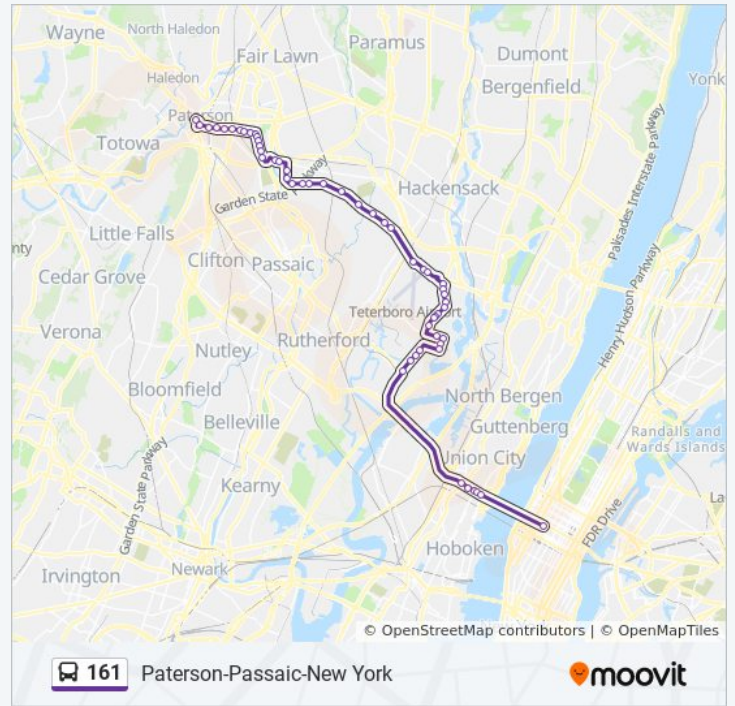 Wayne
North Haledon
Paramus
Fair Lawn
Dumont
Yonk
Haledon
Bergenfield
Paterson
Totowa
Palisades Interstate Parkway
Garden State Parkway
Hackensack
Little Falls
nty
Clifton
Passaic
Cedar Grove
Henry Hudson Parkway
Teterboro Airport
Verona
Rutherford
Nutley
Bloomfield
North Bergen
Belleville
Guttenberg
Randalls and
Wards Islands
Union City
Garden State Parkway
Kearny
La
FDR Drive
Hoboken
Newark
Irvington
© OpenStreetMap contributors | © OpenMapTiles
161 Paterson-Passaic-New York
moovit